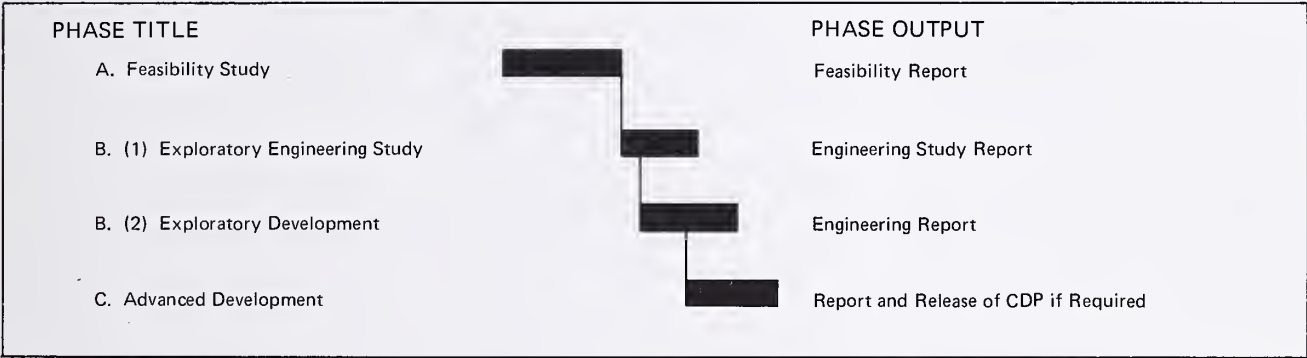 PHASE TITLE
PHASE OUTPUT
A. Feasibility Study
Feasibility Report
B. (1) Exploratory Engineering Study
Engineering Study Report
B. (2) Exploratory Development
Engineering Report
C. Advanced Development
Report and Release of CDP if Required